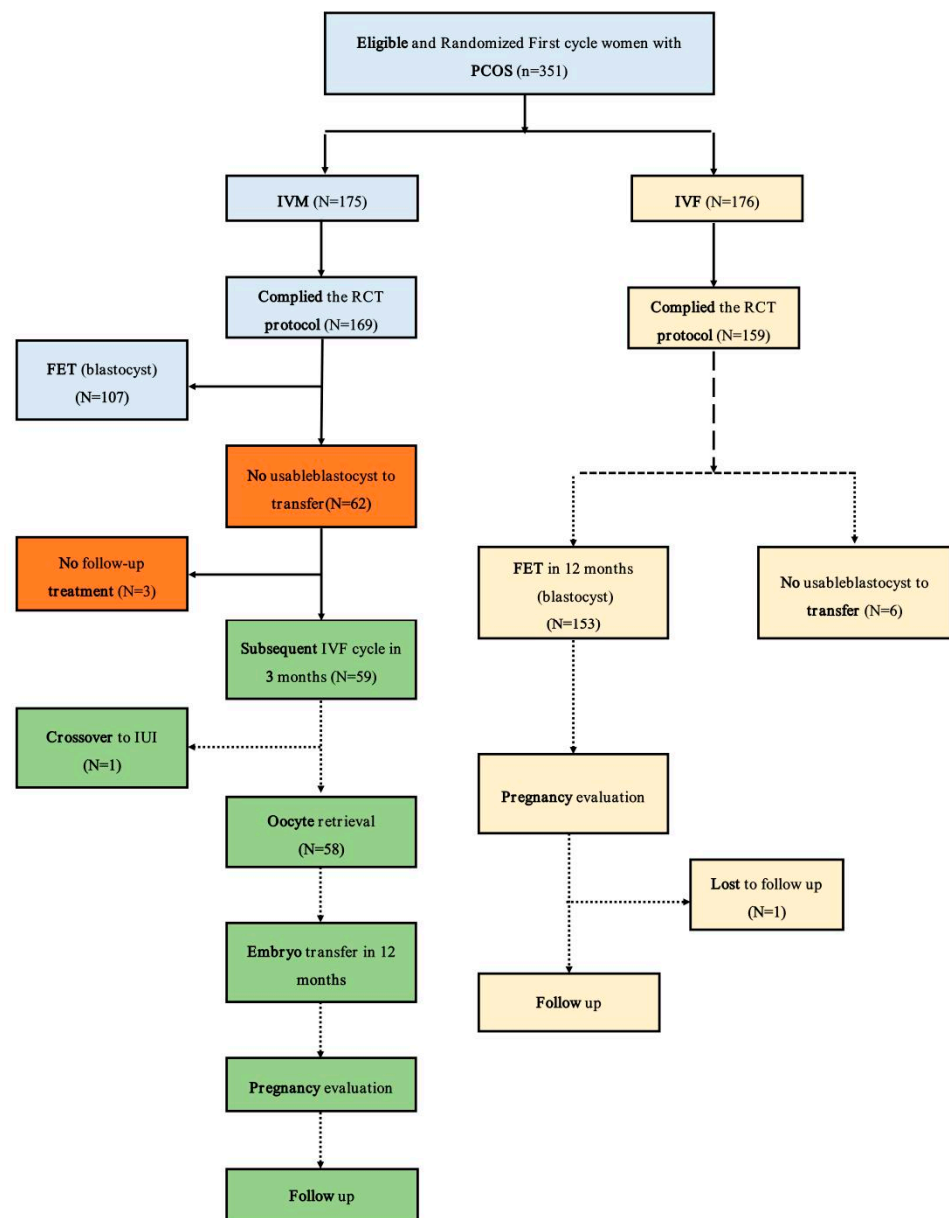 Eligible and Randomized First cycle women with
PCOS (n=351)
IVM (N=175)
IVF (N=176)
Complied the RCT
protocol (N=169)
Complied the RCT
protocol (N=159)
FET (blastocyst)
(N=107)
No usableblastocyst to
transfer(N=62)
No follow-up
treatment (N=3)
FET in 12 months
(blastocyst)
(N=153)
No usableblastocyst to
transfer (N=6)
Subsequent IVF cycle in
3 months (N=59)
Crossover to IUI
(N=1)
Pregnancy evaluation
Oocyte retrieval
(N=58)
Lost to follow up
(N=1)
Embryo transfer in 12
months
Follow up
Pregnancy evaluation
Follow up